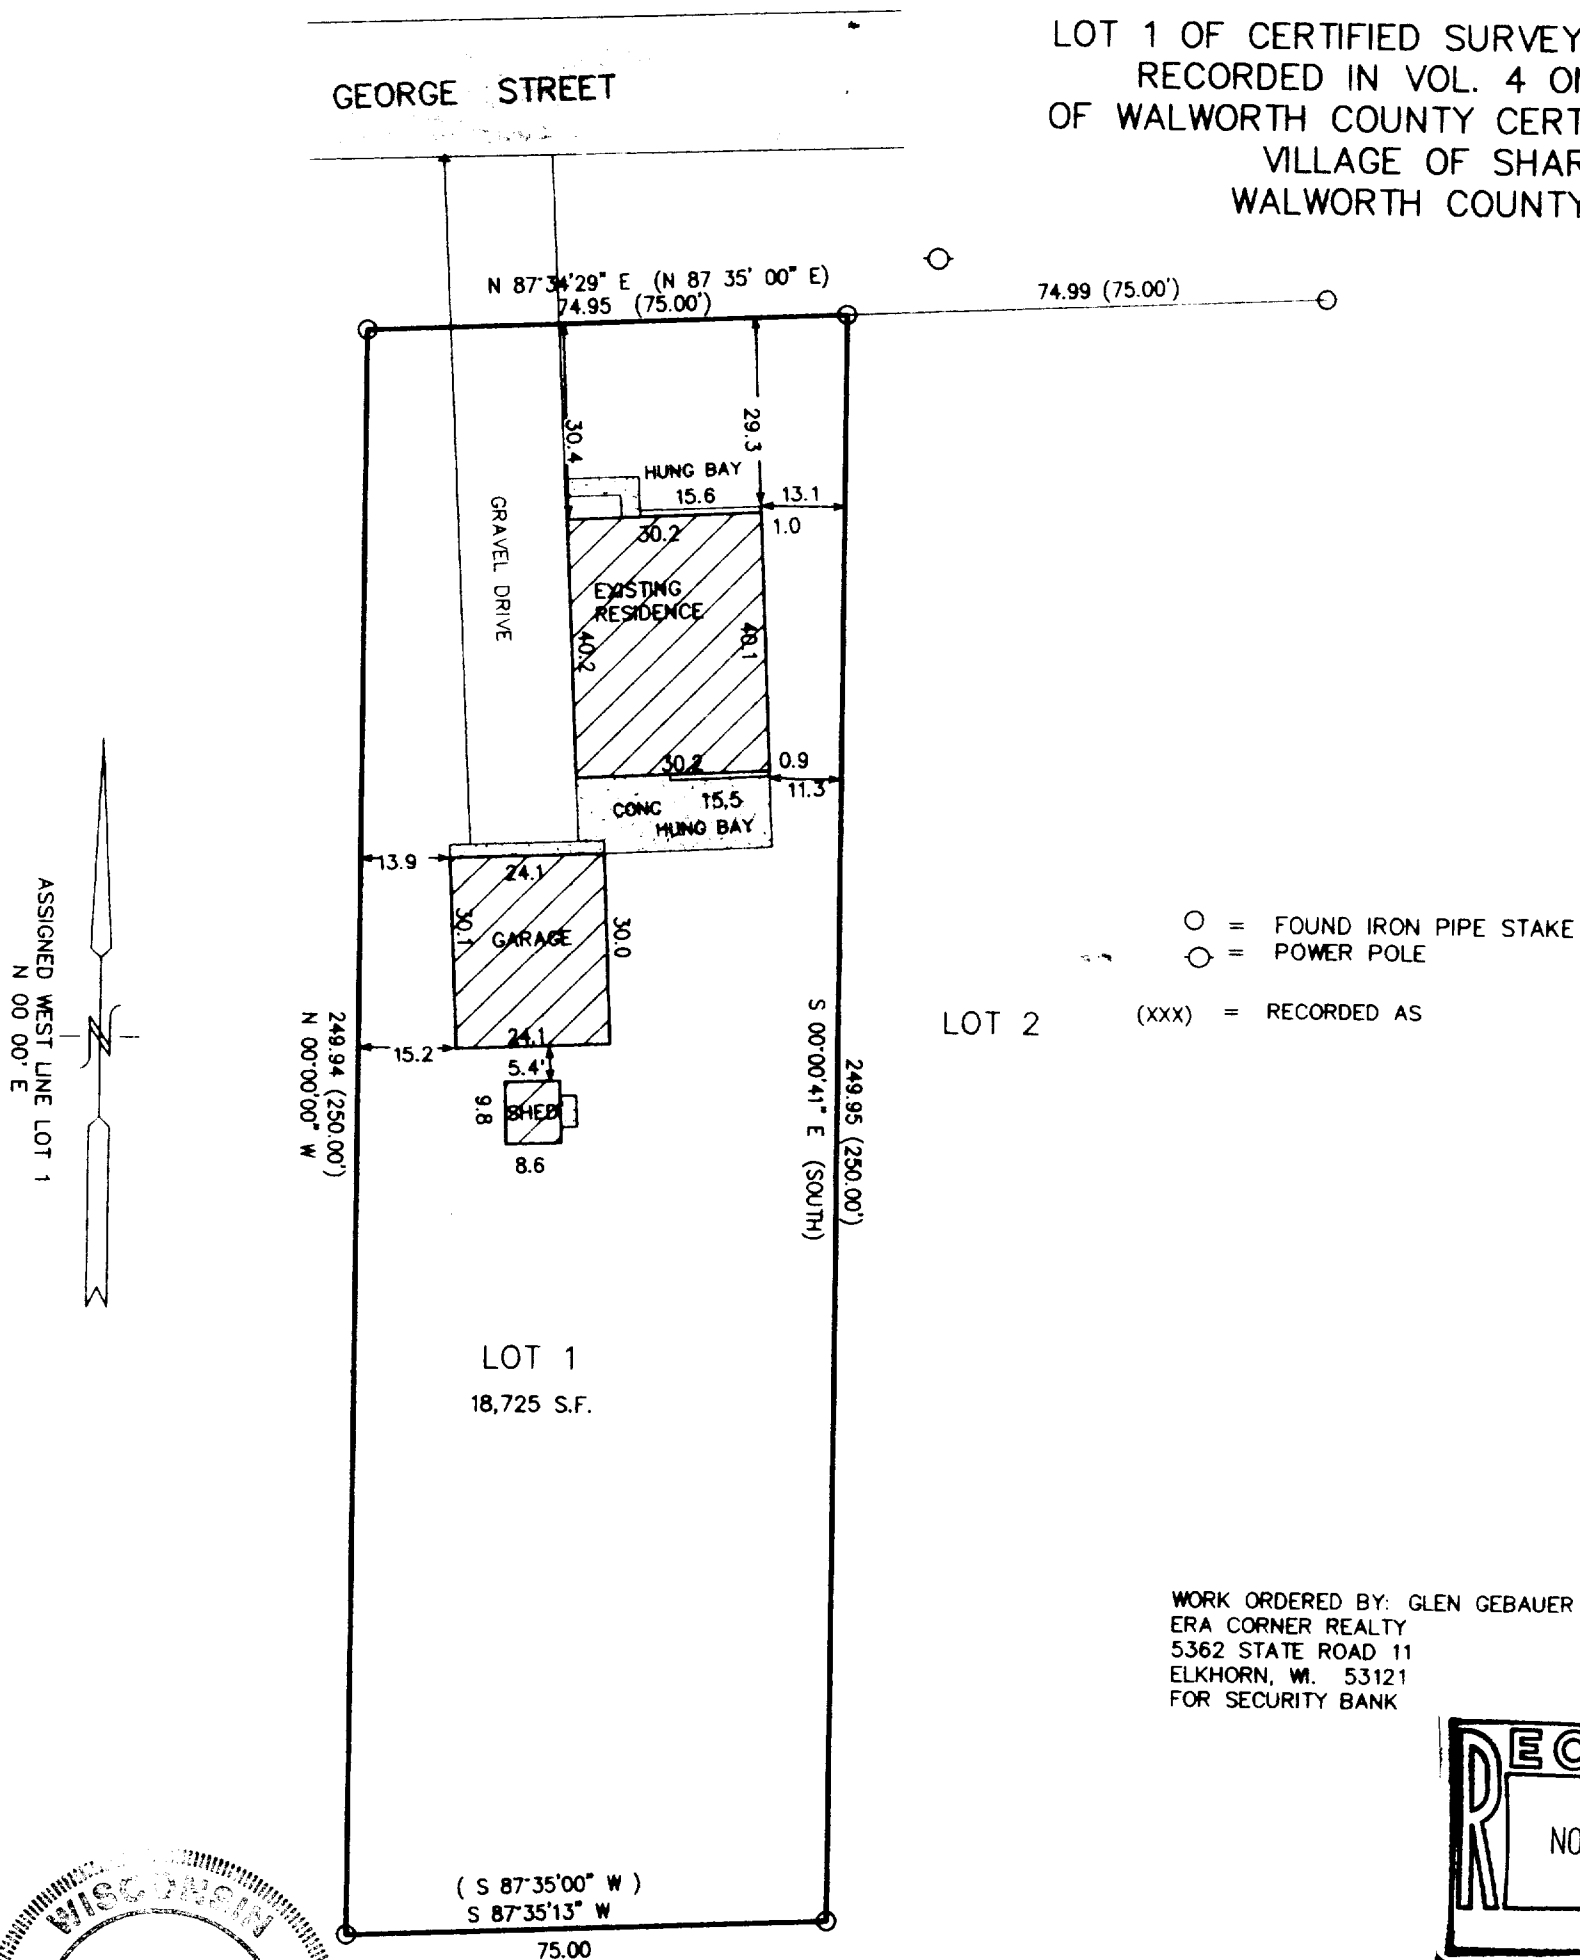 LOT 1 OF CERTIFIED SURVEY
RECORDED IN VOL. 4
OF WALWORTH COUNTY
VILLAGE OF
WALWORTH COUNTY
GEORGE STREET
N 87°34'29" E (N 87 35' 00" E)
74.95 (75.00')
74.99 (75.00')
30.4
29.3
HUNG BAY
15.6
13.1
30.2
1.0
GRAVEL DRIVE
EXISTING
RESIDENCE
40.2
40.1
30.2
0.9
11.3
CONC
15.5
HUNG BAY
13.9
24.1
30.1
GARAGE
30.0
24.1
15.2
5.4'
9.8
SHED
8.6
ASSIGNED WEST LINE LOT 1
N 00 00' E
N
249.94 (250.00')
N 00°00'00" W
249.95 (250.00')
S 00°00'41" E (SOUTH)
LOT 2
= FOUND IRON PIPE STAKE
= POWER POLE
(XXX) = RECORDED AS
LOT 1
18,725 S.F.
WORK ORDERED BY: GLEN GEBAUER
ERA CORNER REALTY
5362 STATE ROAD 11
ELKHORN, WI. 53121
FOR SECURITY BANK
( S 87°35'00" W )
S 87°35'13" W
75.00
WISCONSIN